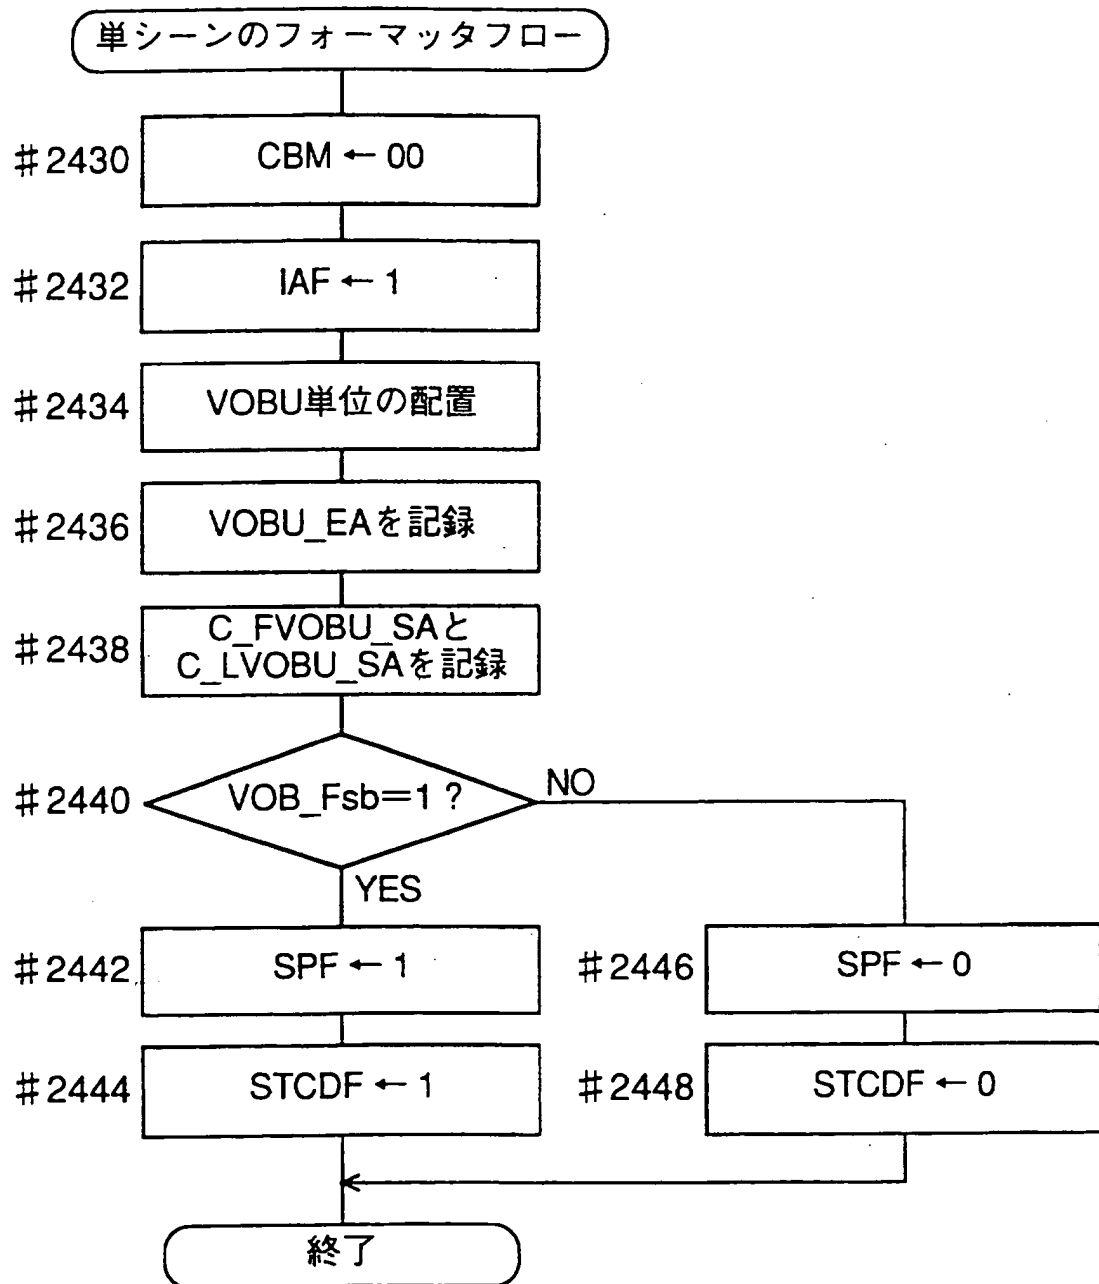 単シーンのフォーマッタフロー
#2430
CBM ← 00
#2432
IAF ← 1
#2434
VOBU単位の配置
#2436
VOBU_EAを記録
#2438
C_FVOBU_SAと
C_LVOBU_SAを記録
#2440
VOB_Fsb=1 ?
NO
YES
#2442
SPF ← 1
#2446
SPF ← 0
#2444
STCDF ← 1
#2448
STCDF ← 0
終了